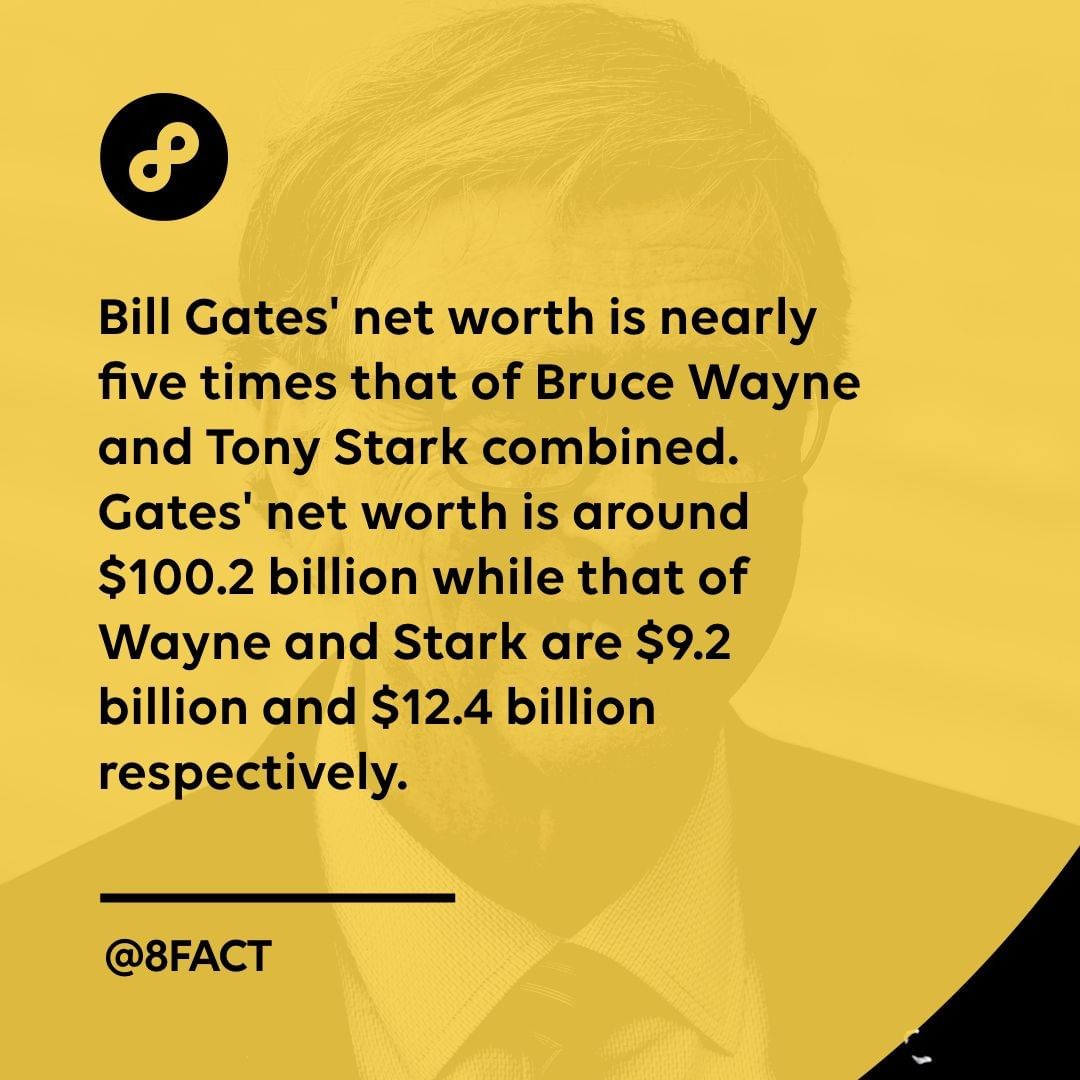 Bill Gates' net worth is nearly
five times that of Bruce Wayne
and Tony Stark combined.
Gates' net worth is around
$100.2 billion while that of
Wayne and Stark are $9.2
billion and $12.4 billion
respectively.
@8FACT